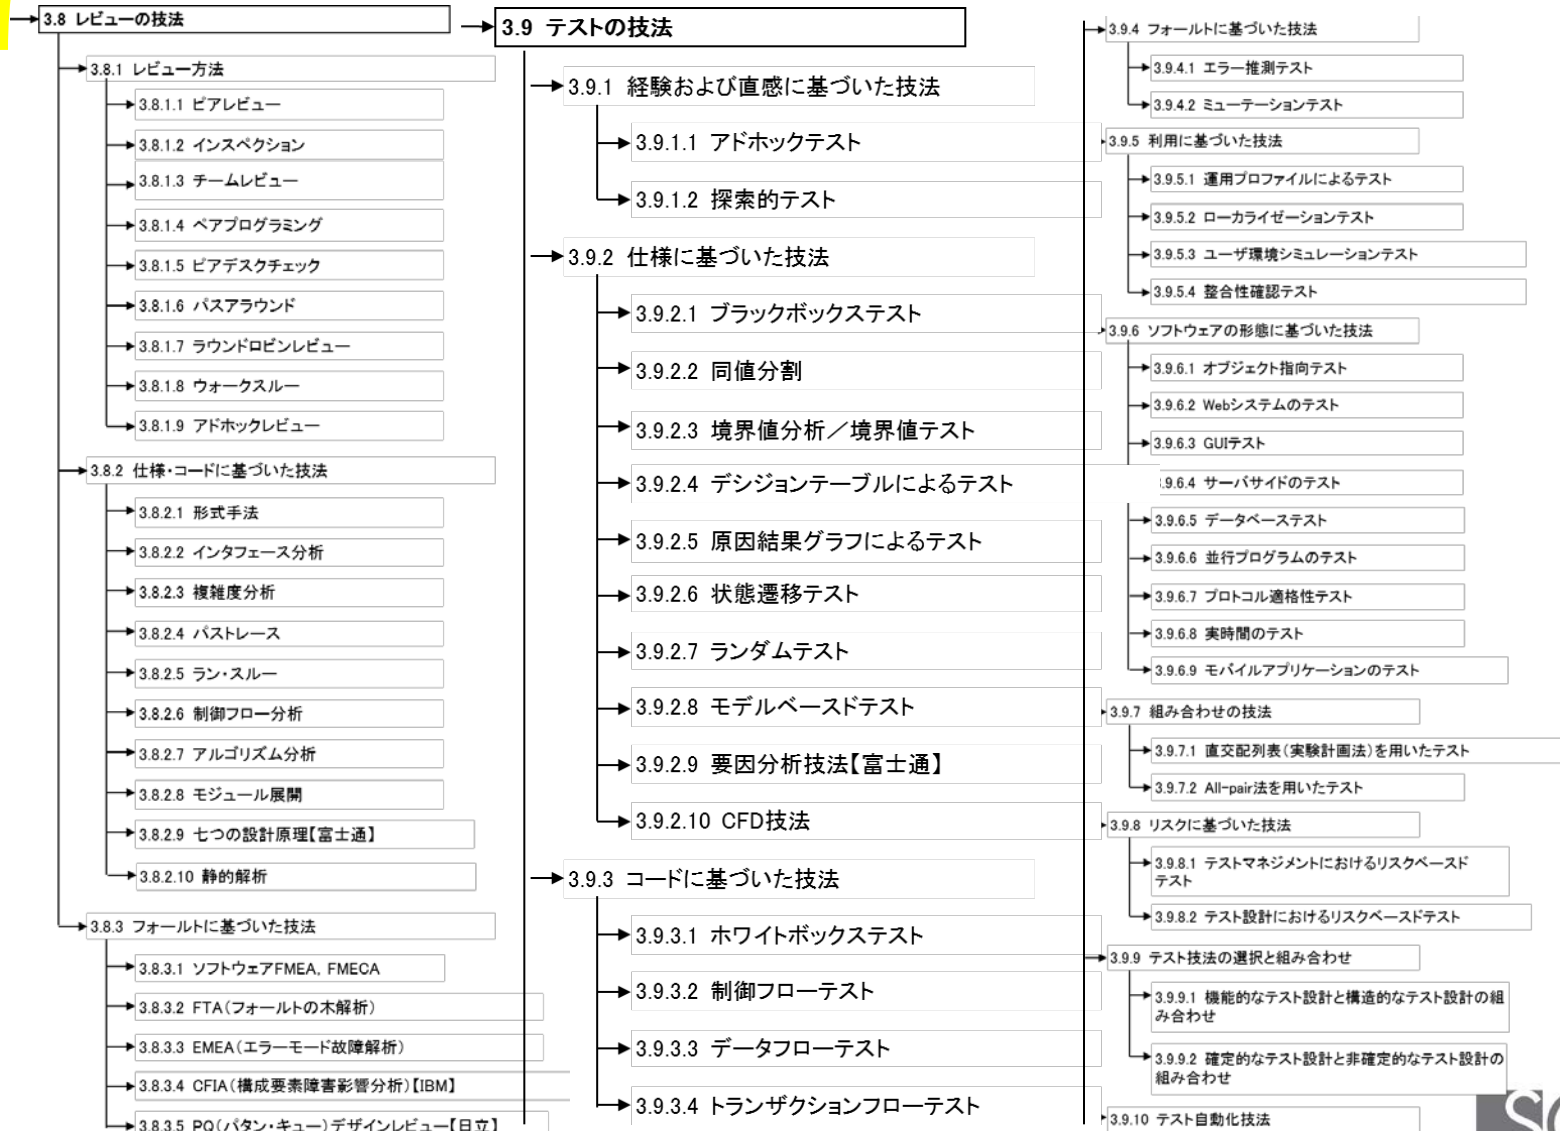 3.8 レビューの技法
3.8.1 レビュー方法
3.8.1.1 ピアレビュー
3.8.1.2 インスペクション
3.8.1.3 チームレビュー
3.8.1.4 ペアプログラミング
3.8.1.5 ピアデスクチェック
3.8.1.6 パスアラウンド
3.8.1.7 ラウンドロビンレビュー
3.8.1.8 ウォークスルー
3.8.1.9 アドホックレビュー
3.8.2 仕様・コードに基づいた技法
3.8.2.1 形式手法
3.8.2.2 インタフェース分析
3.8.2.3 複雑度分析
3.8.2.4 パストレース
3.8.2.5 ラン・スルー
3.8.2.6 制御フロー分析
3.8.2.7 アルゴリズム分析
3.8.2.8 モジュール展開
3.8.2.9 七つの設計原理【富士通】
3.8.2.10 静的解析
3.8.3 フォールトに基づいた技法
3.8.3.1 ソフトウェアFMEA, FMECA
3.8.3.2 FTA(フォールトの木解析)
3.8.3.3 EMEA(エラーモード故障解析)
3.8.3.4 CFIA(構成要素障害影響分析)【IBM】
3.8.3.5 PQ(パタン・キュー)デザインレビュー【日立】
3.9 テストの技法
3.9.1 経験および直感に基づいた技法
3.9.1.1 アドホックテスト
3.9.1.2 探索的テスト
3.9.2 仕様に基づいた技法
3.9.2.1 ブラックボックステスト
3.9.2.2 同値分割
3.9.2.3 境界値分析／境界値テスト
3.9.2.4 デシジョンテーブルによるテスト
3.9.2.5 原因結果グラフによるテスト
3.9.2.6 状態遷移テスト
3.9.2.7 ランダムテスト
3.9.2.8 モデルベースドテスト
3.9.2.9 要因分析技法【富士通】
3.9.2.10 CFD技法
3.9.3 コードに基づいた技法
3.9.3.1 ホワイトボックステスト
3.9.3.2 制御フローテスト
3.9.3.3 データフローテスト
3.9.3.4 トランザクションフローテスト
3.9.4 フォールトに基づいた技法
3.9.4.1 エラー推測テスト
3.9.4.2 ミューテーションテスト
3.9.5 利用に基づいた技法
3.9.5.1 運用プロファイルによるテスト
3.9.5.2 ローカライゼーションテスト
3.9.5.3 ユーザ環境シミュレーションテスト
3.9.5.4 整合性確認テスト
3.9.6 ソフトウェアの形態に基づいた技法
3.9.6.1 オブジェクト指向テスト
3.9.6.2 Webシステムのテスト
3.9.6.3 GUIテスト
.9.6.4 サーバサイドのテスト
3.9.6.5 データベーステスト
3.9.6.6 並行プログラムのテスト
3.9.6.7 プロトコル適格性テスト
3.9.6.8 実時間のテスト
3.9.6.9 モバイルアプリケーションのテスト
3.9.7 組み合わせの技法
3.9.7.1 直交配列表(実験計画法)を用いたテスト
3.9.7.2 All-pair法を用いたテスト
3.9.8 リスクに基づいた技法
3.9.8.1 テストマネジメントにおけるリスクベースド
テスト
3.9.8.2 テスト設計におけるリスクベースドテスト
3.9.9 テスト技法の選択と組み合わせ
3.9.9.1 機能的なテスト設計と構造的なテスト設計の組
み合わせ
3.9.9.2 確定的なテスト設計と非確定的なテスト設計の
組み合わせ
3.9.10 テスト自動化技法